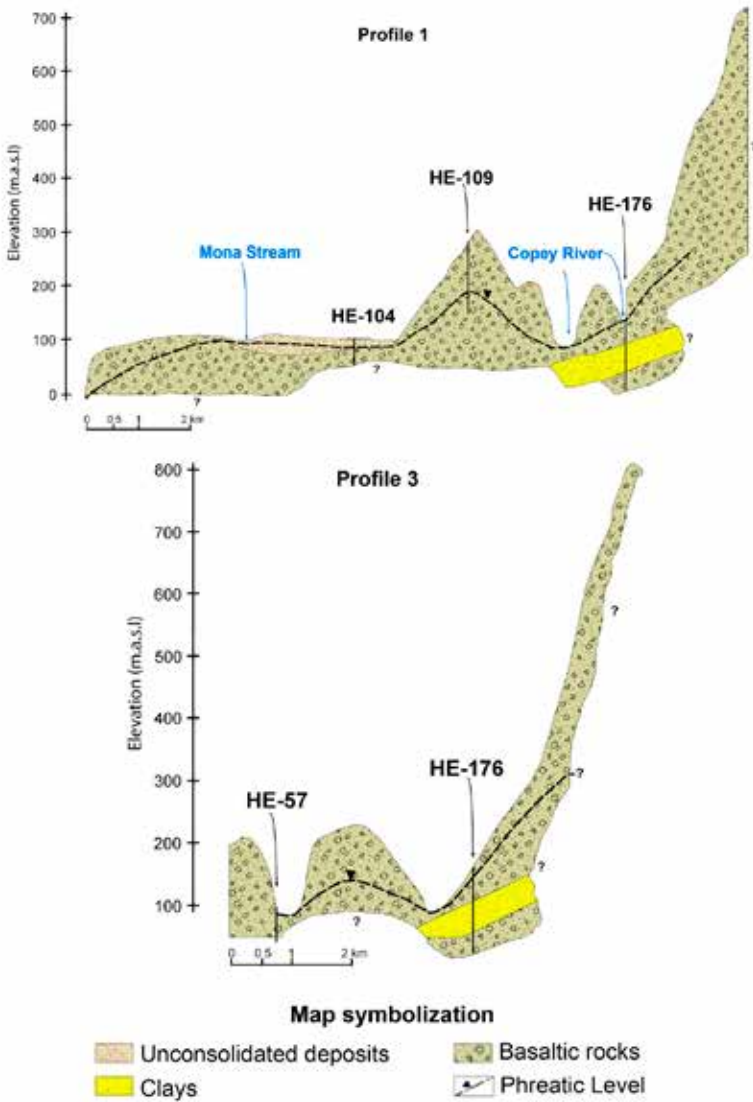 Profile 1
Elevation (m.a.s.l)
700
600
500
400
300
200
100
0
HE-109
HE-176
Mona Stream
Copey River
HE-104
?
?
?
?
0 0,5 1 2 km
Profile 3
Elevation (m.a.s.l)
800
700
600
500
400
300
200
100
?
HE-176
-?
HE-57
?
?
0 0,5 1 2 km
Map symbolization
Unconsolidated deposits
Basaltic rocks
Clays
Phreatic Level